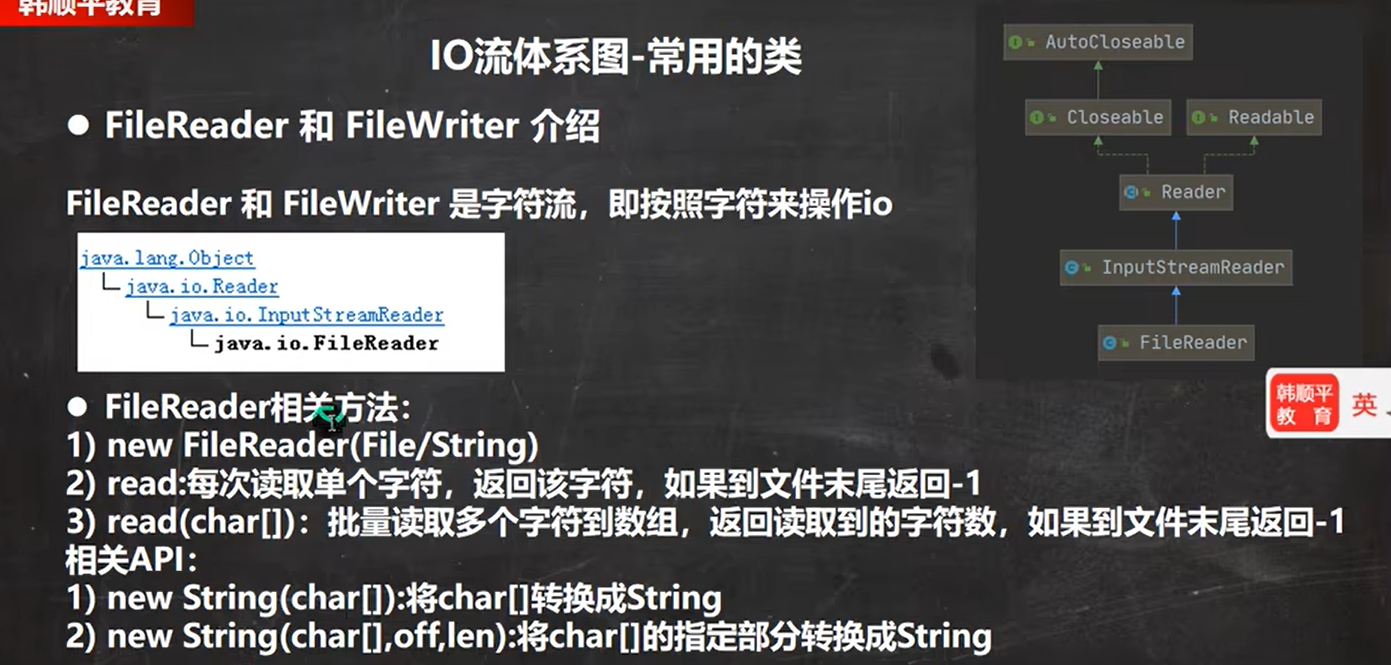 韩顺平教育
IO流体系图-常用的类
● FileReader 和 FileWriter 介绍
FileReader 和 FileWriter 是字符流，即按照字符来操作io
java.lang.Object
java.io.Reader
java.io.InputStreamReader
java.io.FileReader
● FileReader相关方法：
1) new FileReader(File/String)
2) read:每次读取单个字符，返回该字符，如果到文件末尾返回-1
3) read(char[])：批量读取多个字符到数组，返回读取到的字符数，如果到文件末尾返回-1
相关API：
1) new String(char[]):将char[]转换成String
2) new String(char[],off,len):将char[]的指定部分转换成String
AutoCloseable
Closeable
Readable
Reader
InputStreamReader
FileReader
韩顺平
教 育
英